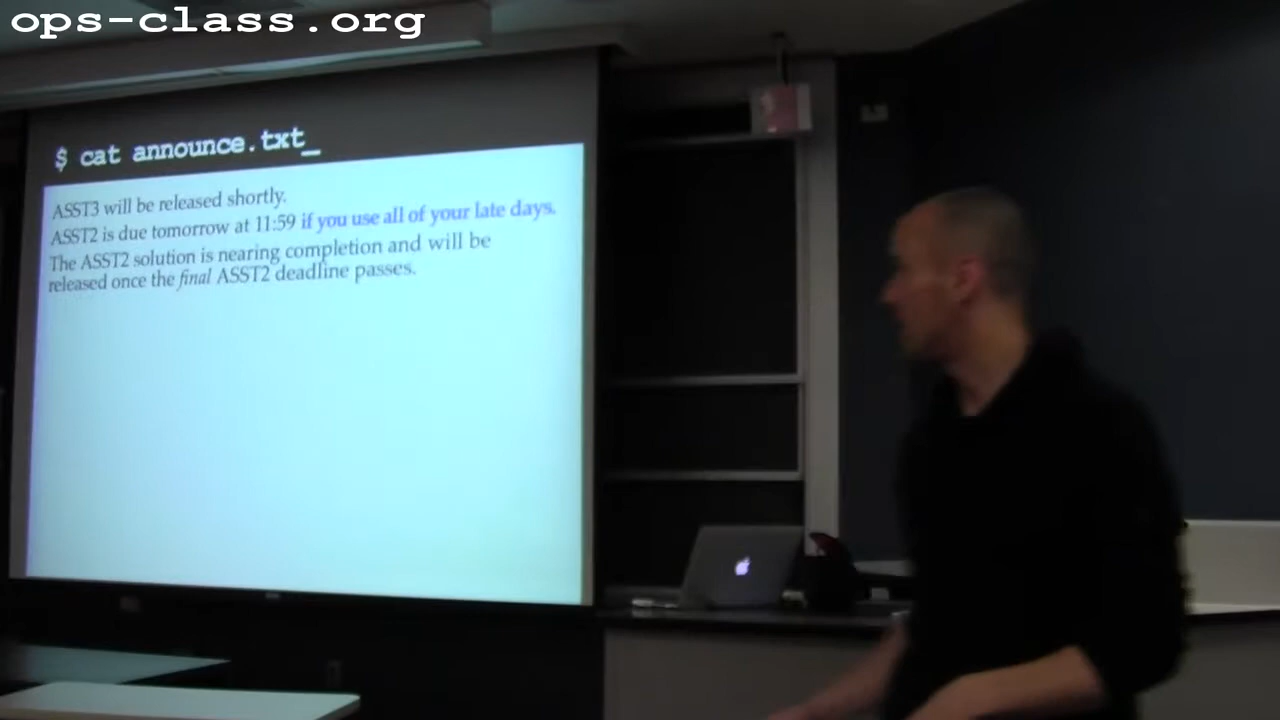 ops-class.org
$ cat announce.txt_
ASST3 will be released shortly.
ASST2 is due tomorrow at 11:59 if you use all of your late days.
The ASST2 solution is nearing completion and will be
released once the final ASST2 deadline passes.